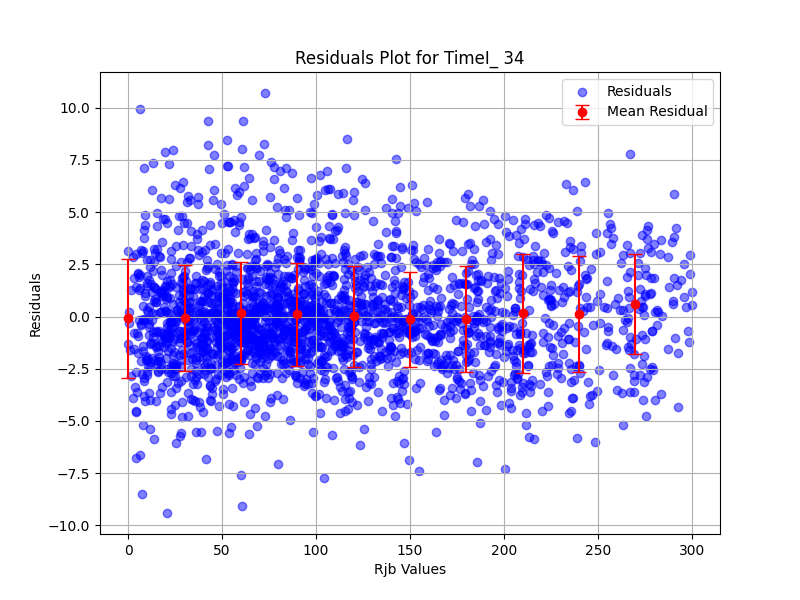 Residuals Plot for TimeI_ 34
Residuals
Mean Residual
10.0
7.5
5.0
2.5
0.0
−2.5
−5.0
−7.5
−10.0
Residuals
0 50 100 150 200 250 300
Rjb Values